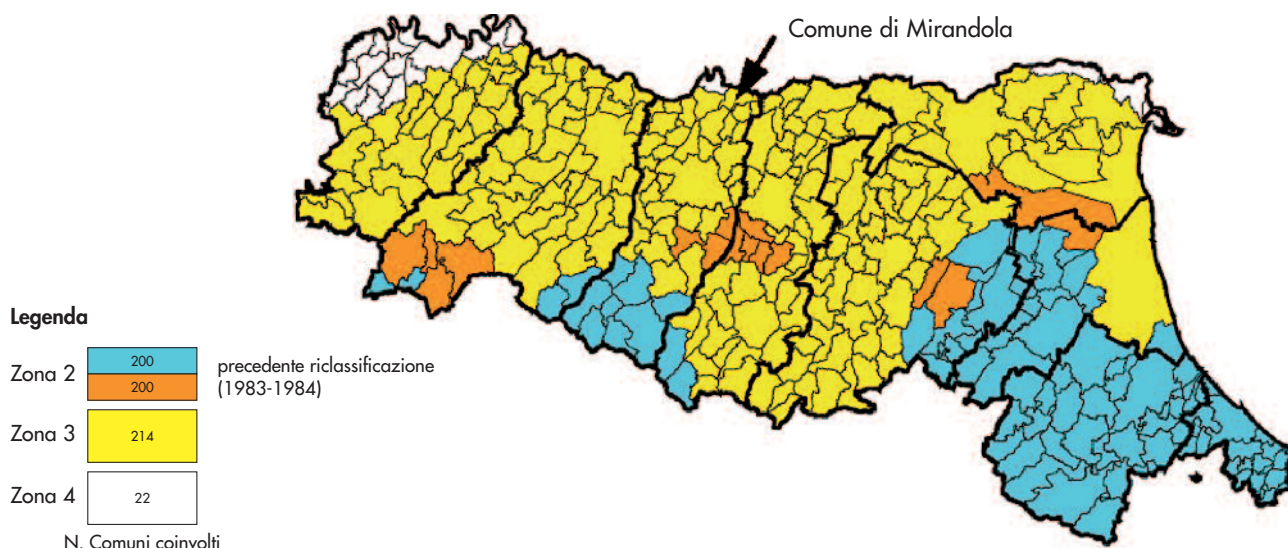 Comune di Mirandola
Legenda
Zona 2
200
200
precedente riclassificazione
(1983-1984)
Zona 3
214
Zona 4
22
N. Comuni coinvolti